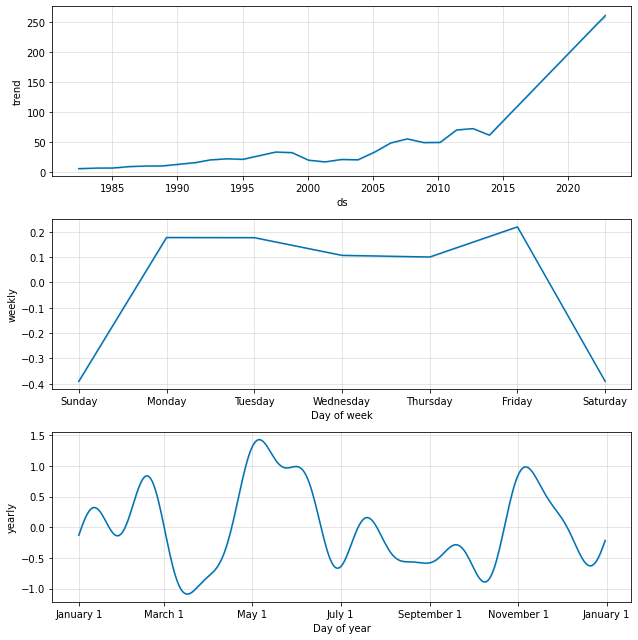 250
200
150
100
50
0
trend
1985 1990 1995 2000 2005 2010 2015 2020
ds
0.2
0.1
0.0
−0.1
−0.2
−0.3
−0.4
weekly
Sunday Monday Tuesday Wednesday Thursday Friday Saturday
Day of week
1.5
1.0
0.5
0.0
−0.5
−1.0
yearly
January 1 March 1 May 1 July 1 September 1 November 1 January 1
Day of year